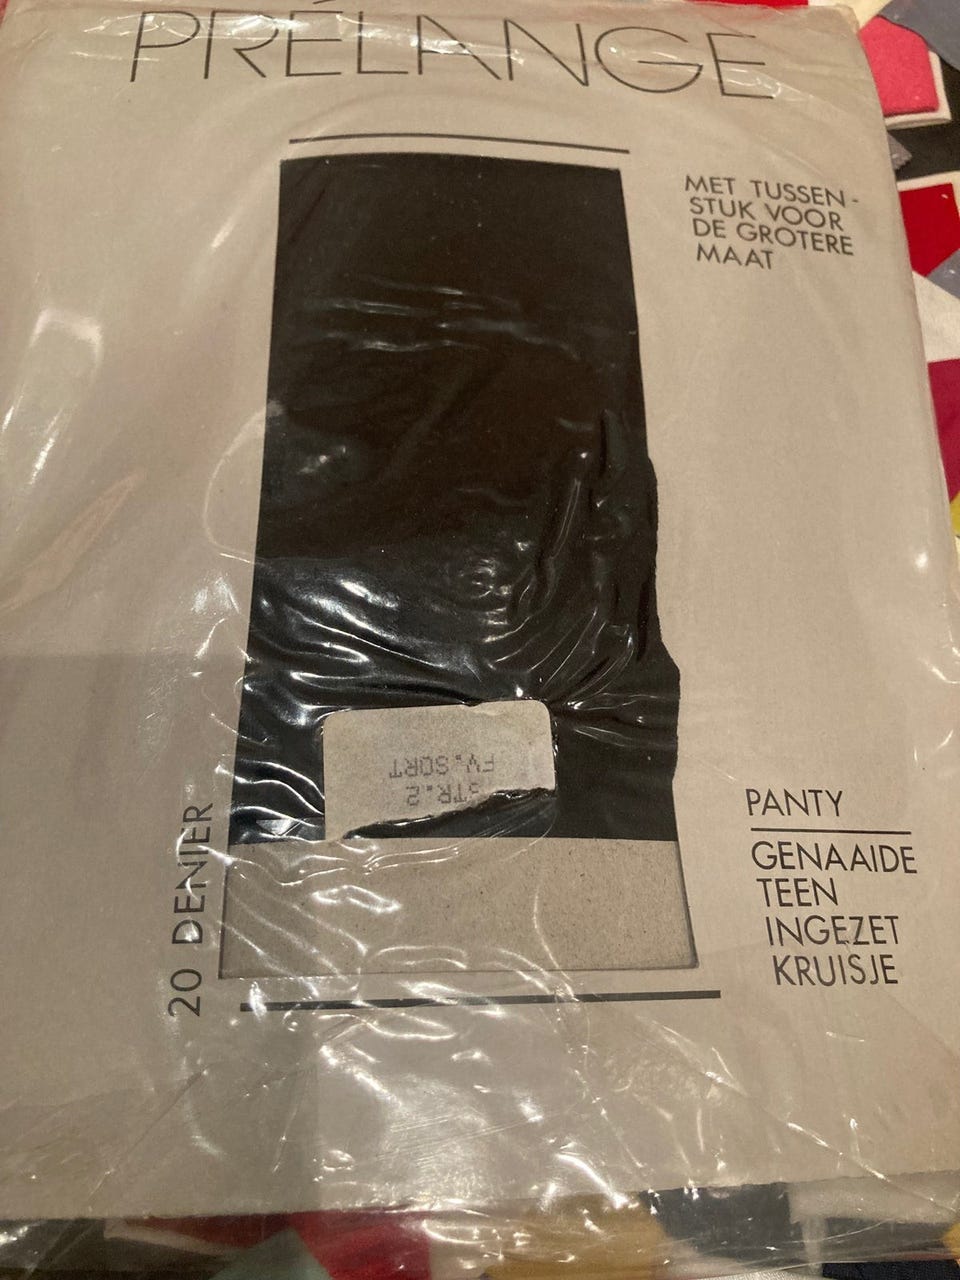 PRÉLANGE
MET TUSSEN-
STUK VOOR
DE GROTERE
MAAT
FV. SORT
STR. 2
20 DENIER
PANTY
GENAAIDE
TEEN
INGEZET
KRUISJE